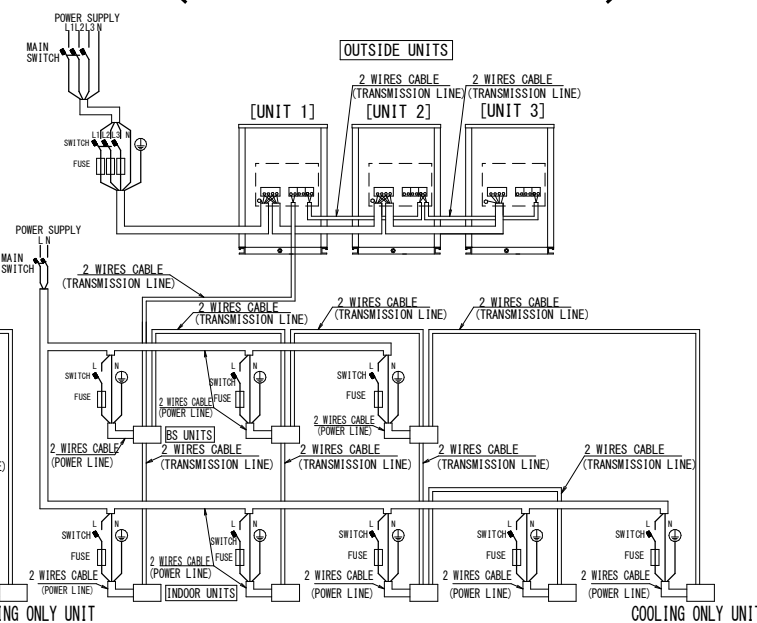 POWER SUPPLY
L1L2L3 N
MAIN
SWITCH
OUTSIDE UNITS
2 WIRES CABLE
(TRANSMISSION LINE)
2 WIRES CABLE
(TRANSMISSION LINE)
[UNIT 1]
[UNIT 2]
[UNIT 3]
L1L2L3 N
SWITCH
FUSE
POWER SUPPLY
L N
MAIN
SWITCH
2 WIRES CABLE
(TRANSMISSION LINE)
2 WIRES CABLE
(TRANSMISSION LINE)
2 WIRES CABLE
(TRANSMISSION LINE)
2 WIRES CABLE
(TRANSMISSION LINE)
L N
SWITCH
FUSE
L N
SWITCH
FUSE
L N
SWITCH
FUSE
2 WIRES CABLE
(POWER LINE)
2 WIRES CABLE
(POWER LINE)
2 WIRES CABLE
(POWER LINE)
BS UNITS
2 WIRES CABLE
(TRANSMISSION LINE)
2 WIRES CABLE
(TRANSMISSION LINE)
2 WIRES CABLE
(TRANSMISSION LINE)
2 WIRES CABLE
(TRANSMISSION LINE)
L N
SWITCH
FUSE
L N
SWITCH
FUSE
L N
SWITCH
FUSE
L N
SWITCH
FUSE
L N
SWITCH
FUSE
2 WIRES CABLE
(POWER LINE)
2 WIRES CABLE
(POWER LINE)
2 WIRES CABLE
(POWER LINE)
2 WIRES CABLE
(POWER LINE)
2 WIRES CABLE
(POWER LINE)
INDOOR UNITS
ING ONLY UNIT
COOLING ONLY UNIT